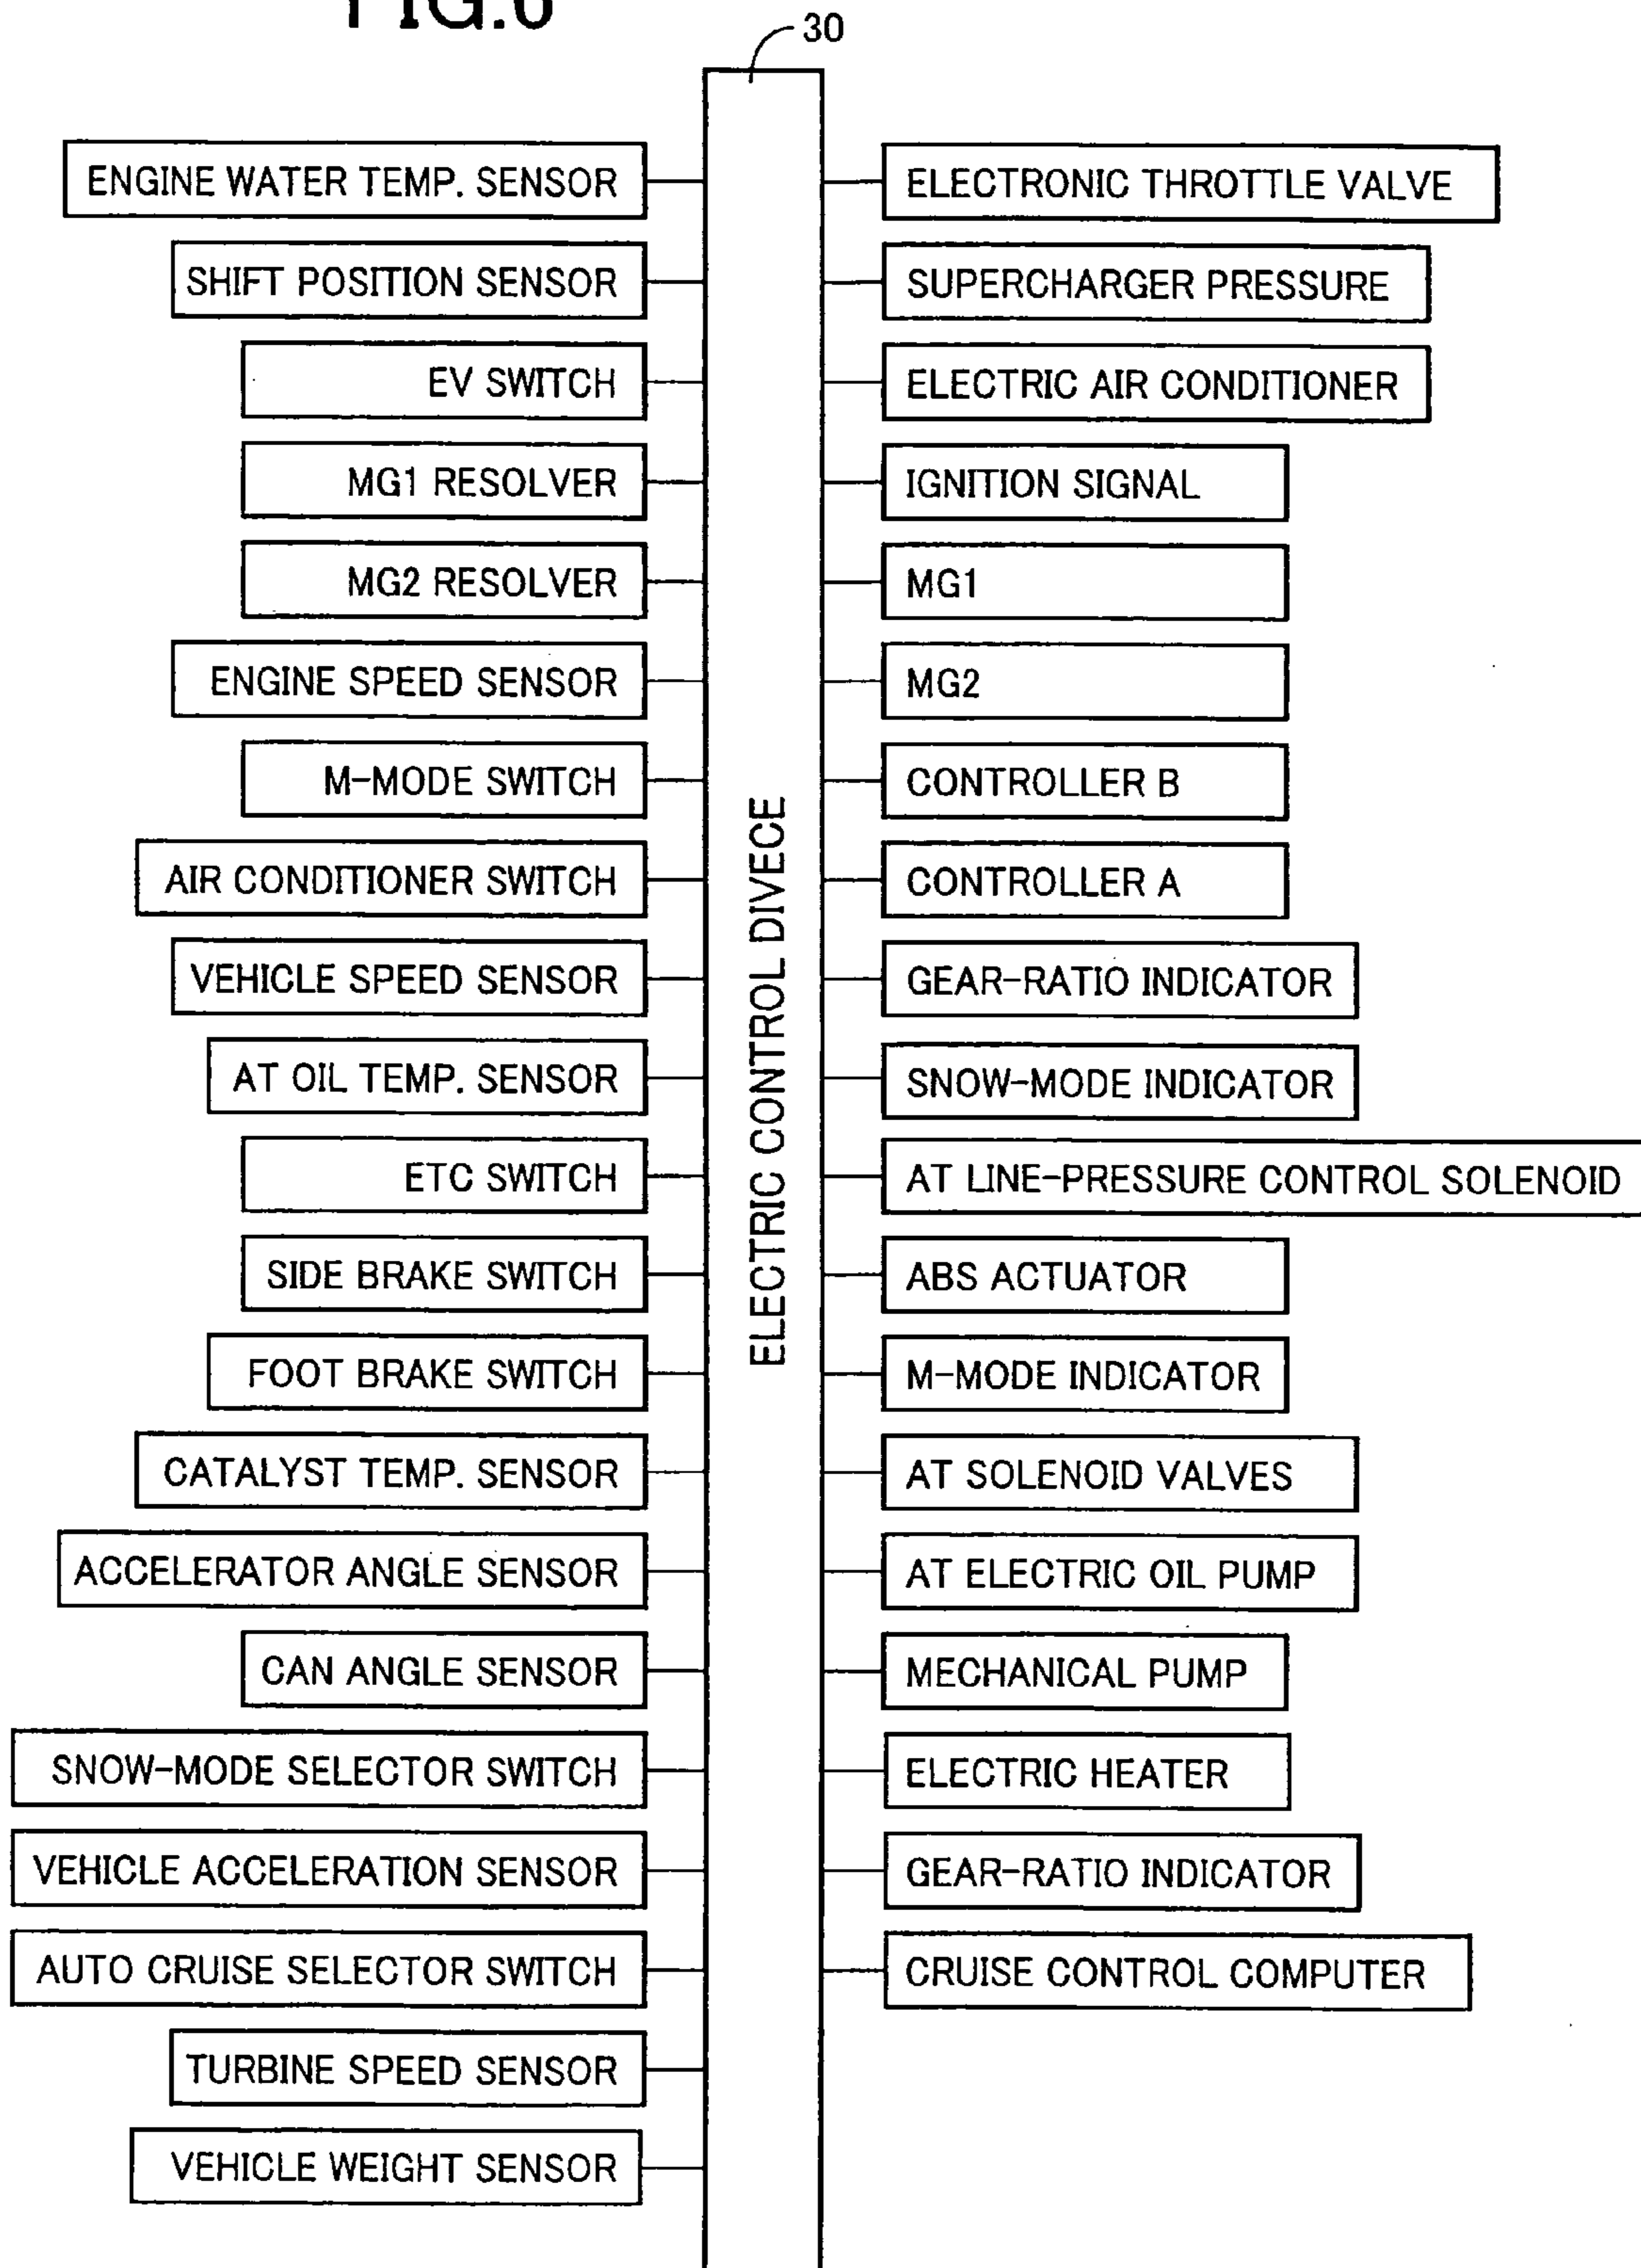 FIG.6
30
ENGINE WATER TEMP. SENSOR
SHIFT POSITION SENSOR
EV SWITCH
MG1 RESOLVER
MG2 RESOLVER
ENGINE SPEED SENSOR
M-MODE SWITCH
AIR CONDITIONER SWITCH
VEHICLE SPEED SENSOR
AT OIL TEMP. SENSOR
ETC SWITCH
SIDE BRAKE SWITCH
FOOT BRAKE SWITCH
CATALYST TEMP. SENSOR
ACCELERATOR ANGLE SENSOR
CAN ANGLE SENSOR
SNOW-MODE SELECTOR SWITCH
VEHICLE ACCELERATION SENSOR
AUTO CRUISE SELECTOR SWITCH
TURBINE SPEED SENSOR
VEHICLE WEIGHT SENSOR
ELECTRIC CONTROL DIVECE
ELECTRONIC THROTTLE VALVE
SUPERCHARGER PRESSURE
ELECTRIC AIR CONDITIONER
IGNITION SIGNAL
MG1
MG2
CONTROLLER B
CONTROLLER A
GEAR-RATIO INDICATOR
SNOW-MODE INDICATOR
AT LINE-PRESSURE CONTROL SOLENOID
ABS ACTUATOR
M-MODE INDICATOR
AT SOLENOID VALVES
AT ELECTRIC OIL PUMP
MECHANICAL PUMP
ELECTRIC HEATER
GEAR-RATIO INDICATOR
CRUISE CONTROL COMPUTER